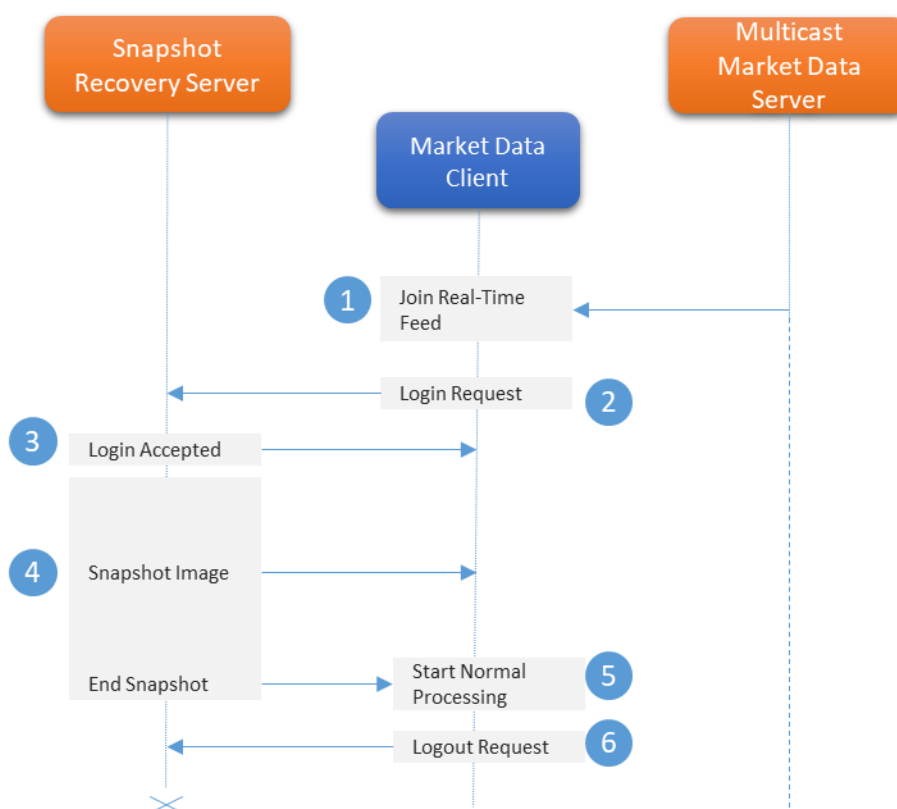 Snapshot
Recovery Server
Multicast
Market Data
Server
Market Data
Client
1
Join Real-Time
Feed
Login Request
2
3
Login Accepted
4
Snapshot Image
End Snapshot
Start Normal
Processing
5
Logout Request
6